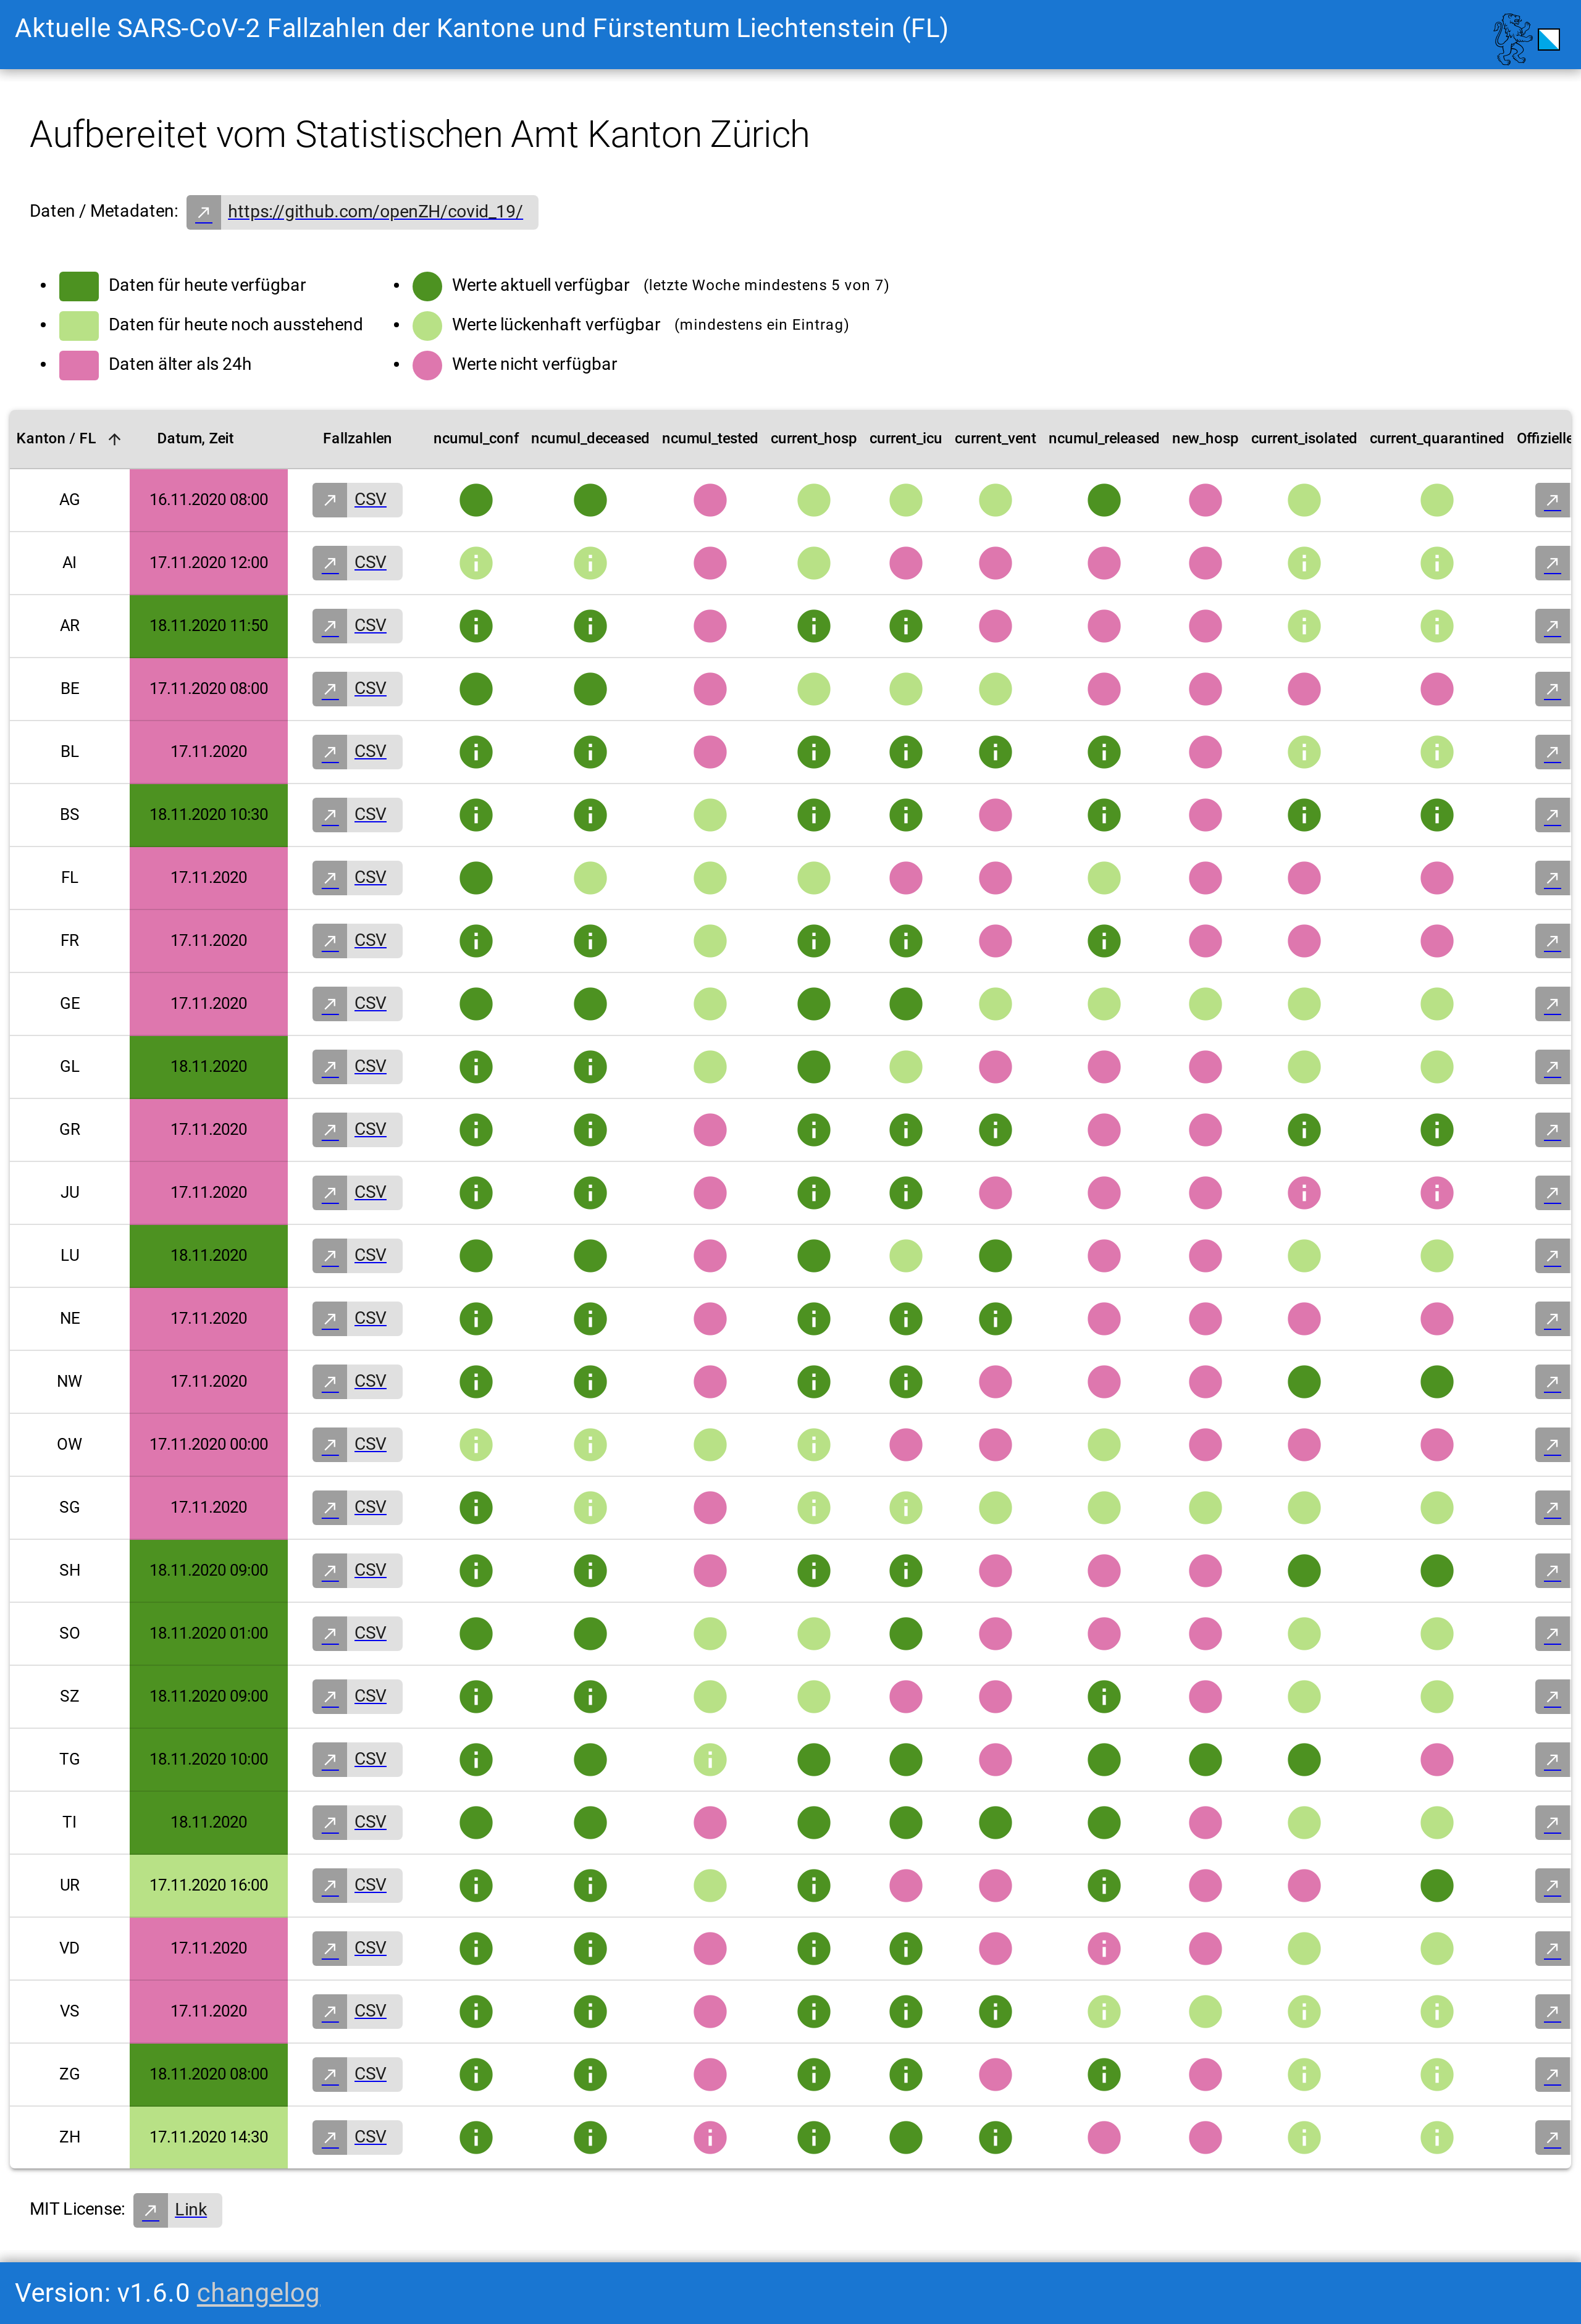 Aktuelle SARS-CoV-2 Fallzahlen der Kantone und Fürstentum Liechtenstein (FL)
Aufbereitet vom Statistischen Amt Kanton Zürich
Daten / Metadaten: https://github.com/openZH/covid_19/
Daten für heute verfügbar
Daten für heute noch ausstehend
Daten älter als 24h
Werte aktuell verfügbar (letzte Woche mindestens 5 von 7)
Werte lückenhaft verfügbar (mindestens ein Eintrag)
Werte nicht verfügbar
Kanton / FL Datum, Zeit Fallzahlen ncumul_conf ncumul_deceased ncumul_tested current_hosp current_icu current_vent ncumul_released new_hosp current_isolated current_quarantined Offizielle
AG 16.11.2020 08:00 CSV
AI 17.11.2020 12:00 CSV
AR 18.11.2020 11:50 CSV
BE 17.11.2020 08:00 CSV
BL 17.11.2020 CSV
BS 18.11.2020 10:30 CSV
FL 17.11.2020 CSV
FR 17.11.2020 CSV
GE 17.11.2020 CSV
GL 18.11.2020 CSV
GR 17.11.2020 CSV
JU 17.11.2020 CSV
LU 18.11.2020 CSV
NE 17.11.2020 CSV
NW 17.11.2020 CSV
OW 17.11.2020 00:00 CSV
SG 17.11.2020 CSV
SH 18.11.2020 09:00 CSV
SO 18.11.2020 01:00 CSV
SZ 18.11.2020 09:00 CSV
TG 18.11.2020 10:00 CSV
TI 18.11.2020 CSV
UR 17.11.2020 16:00 CSV
VD 17.11.2020 CSV
VS 17.11.2020 CSV
ZG 18.11.2020 08:00 CSV
ZH 17.11.2020 14:30 CSV
MIT License: Link
Version: v1.6.0 changelog